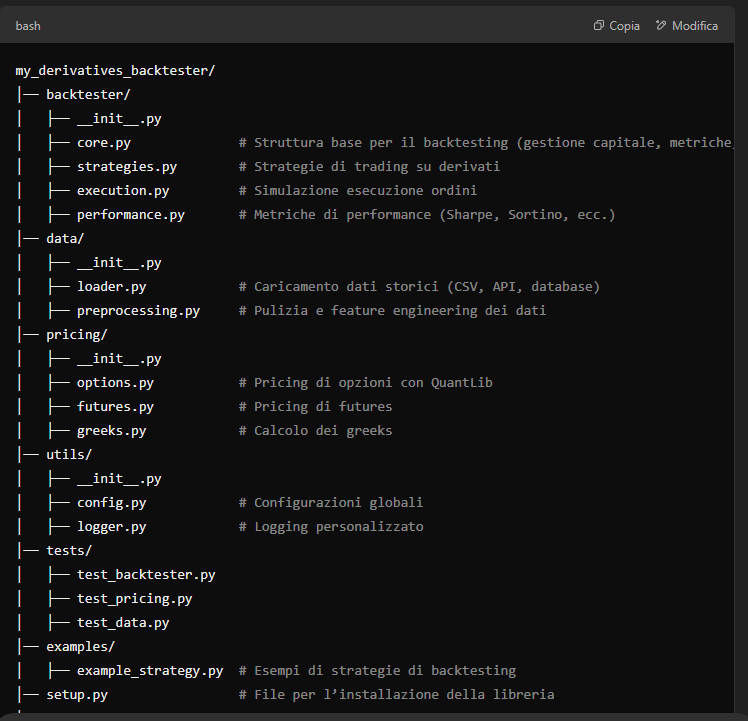 bash
Copia
Modifica
my_derivatives_backtester/
│── backtester/
│   ├── __init__.py
│   ├── core.py              # Struttura base per il backtesting (gestione capitale, metriche
│   ├── strategies.py        # Strategie di trading su derivati
│   ├── execution.py         # Simulazione esecuzione ordini
│   ├── performance.py       # Metriche di performance (Sharpe, Sortino, ecc.)
│── data/
│   ├── __init__.py
│   ├── loader.py            # Caricamento dati storici (CSV, API, database)
│   ├── preprocessing.py     # Pulizia e feature engineering dei dati
│── pricing/
│   ├── __init__.py
│   ├── options.py           # Pricing di opzioni con QuantLib
│   ├── futures.py           # Pricing di futures
│   ├── greeks.py            # Calcolo dei greeks
│── utils/
│   ├── __init__.py
│   ├── config.py            # Configurazioni globali
│   ├── logger.py            # Logging personalizzato
│── tests/
│   ├── test_backtester.py
│   ├── test_pricing.py
│   ├── test_data.py
│── examples/
│   ├── example_strategy.py  # Esempi di strategie di backtesting
│── setup.py                 # File per l’installazione della libreria